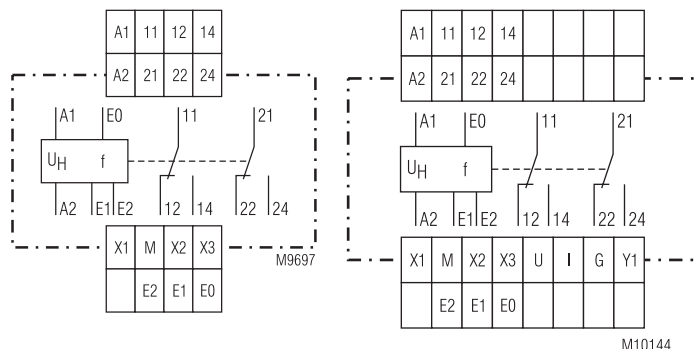 A1 11 12 14
A2 21 22 24
A1 E0 11 21
UH f
A2 E1 E2 12 14 22 24
X1 M X2 X3
M9697
E2 E1 E0
A1 11 12 14
A2 21 22 24
A1 E0 11 21
UH f
A2 E1 E2 12 14 22 24
X1 M X2 X3 U I G Y1
E2 E1 E0
M10144